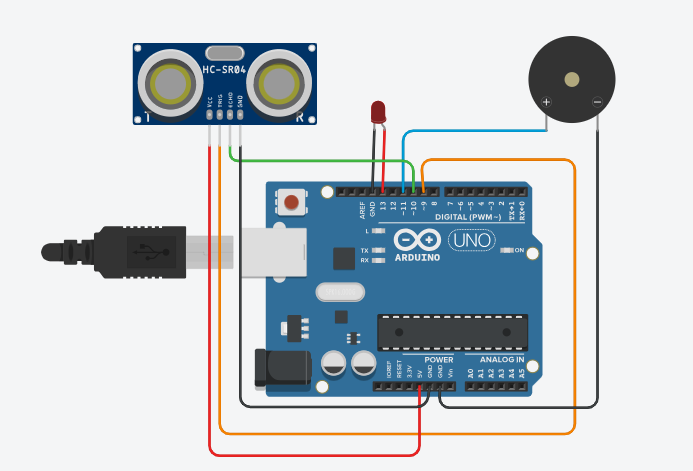 HC-SR04
VCC
TRIG
ECHO
GND
T
R
AREF
GND
13
12
~11
~10
~9
8
7
~6
~5
4
~3
2
TX→1
RX←0
DIGITAL (PWM~)
L
TX
RX
UNO
ARDUINO
ON
POWER
ANALOG IN
IOREF
RESET
3.3V
5V
GND
GND
Vin
A0
A1
A2
A3
A4
A5